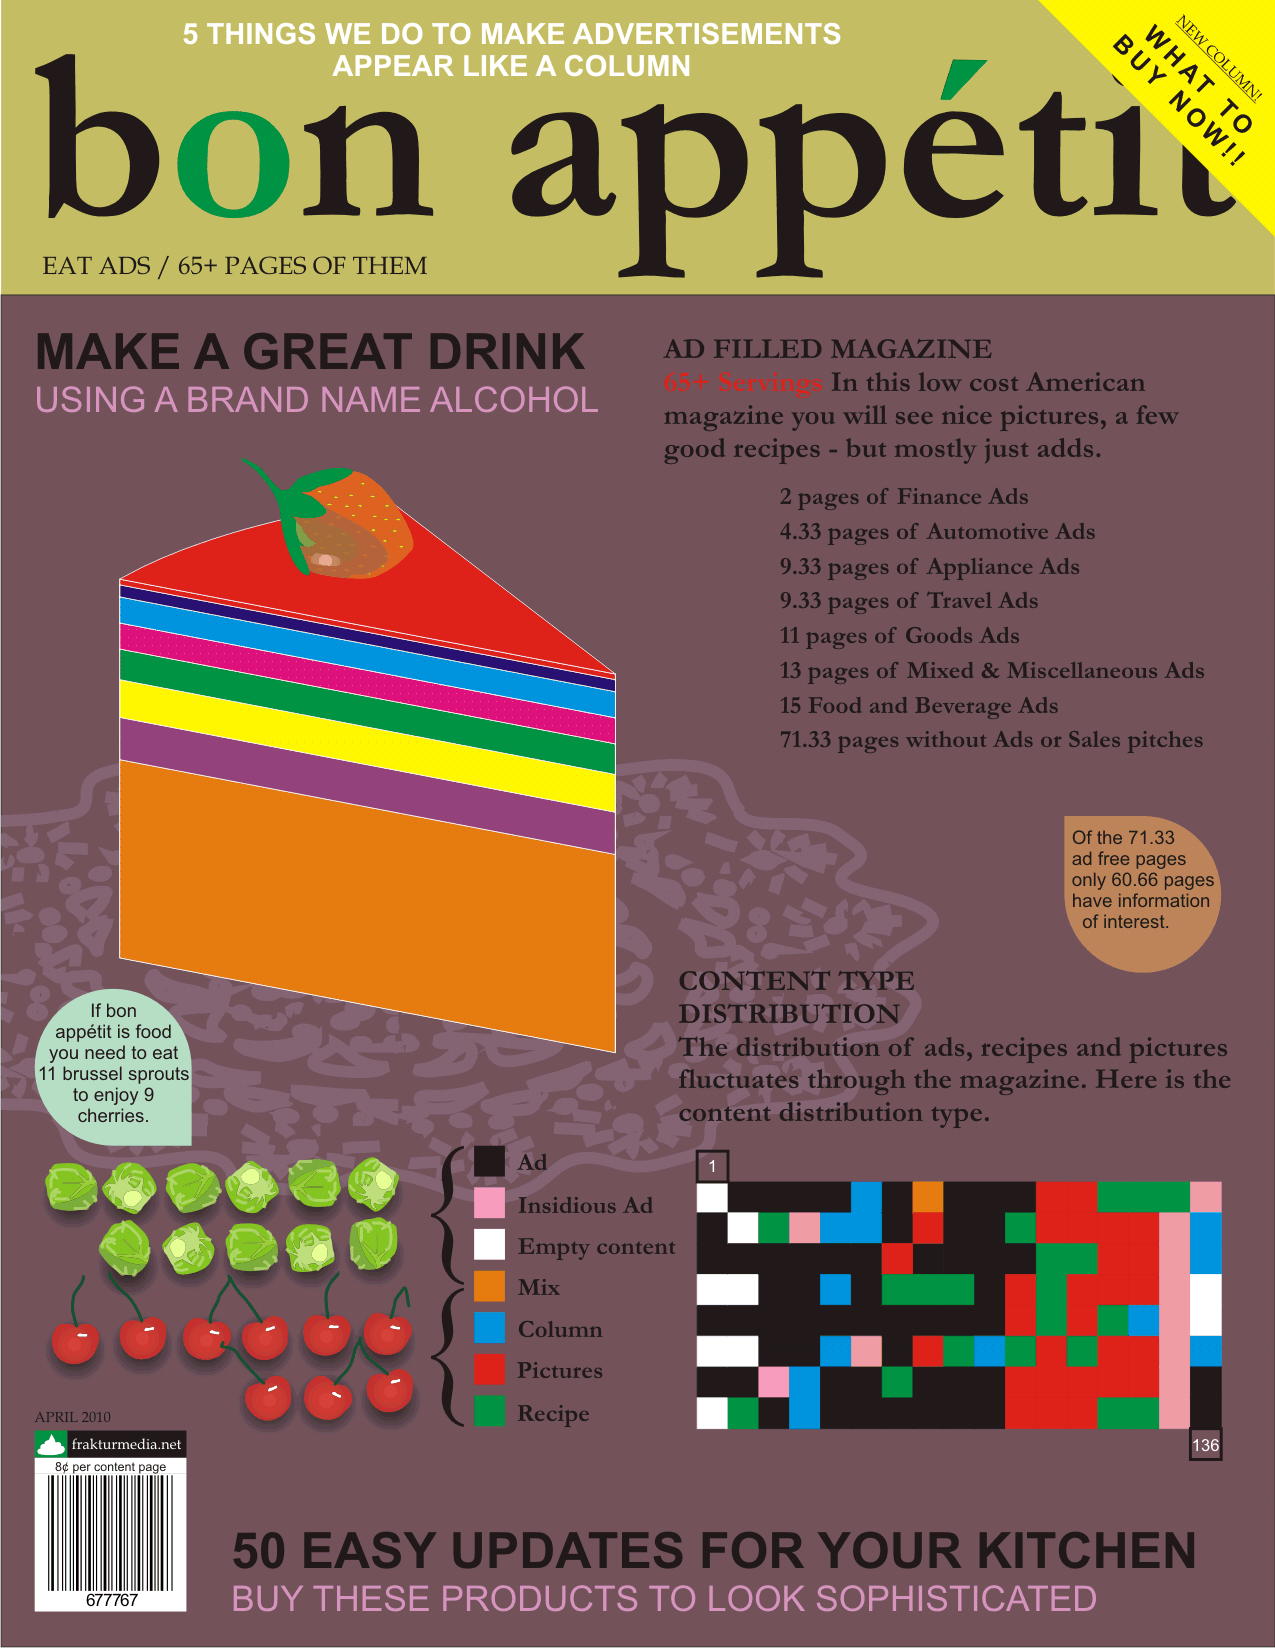 5 THINGS WE DO TO MAKE ADVERTISEMENTS
APPEAR LIKE A COLUMN
NEW COLUMN!
WHAT TO
BUY NOW!!
bon appétit
EAT ADS / 65+ PAGES OF THEM
MAKE A GREAT DRINK
USING A BRAND NAME ALCOHOL
AD FILLED MAGAZINE
65+ Servings In this low cost American
magazine you will see nice pictures, a few
good recipes - but mostly just adds.
2 pages of Finance Ads
4.33 pages of Automotive Ads
9.33 pages of Appliance Ads
9.33 pages of Travel Ads
11 pages of Goods Ads
13 pages of Mixed & Miscellaneous Ads
15 Food and Beverage Ads
71.33 pages without Ads or Sales pitches
Of the 71.33
ad free pages
only 60.66 pages
have information
of interest.
CONTENT TYPE
DISTRIBUTION
The distribution of ads, recipes and pictures
fluctuates through the magazine. Here is the
content distribution type.
If bon
appétit is food
you need to eat
11 brussel sprouts
to enjoy 9
cherries.
Ad
Insidious Ad
Empty content
Mix
Column
Pictures
Recipe
1
136
APRIL 2010
frakturmedia.net
8¢ per content page
677767
50 EASY UPDATES FOR YOUR KITCHEN
BUY THESE PRODUCTS TO LOOK SOPHISTICATED